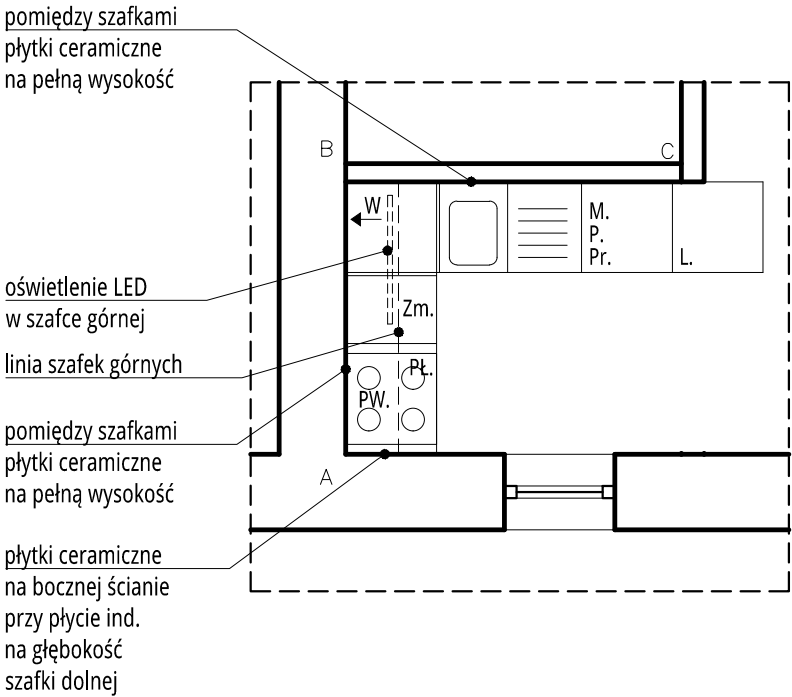 pomiędzy szafkami
płytki ceramiczne
na pełną wysokość
B
C
W
M.
P.
Pr.
L.
oświetlenie LED
w szafce górnej
Zm.
linia szafek górnych
PŁ.
PW.
pomiędzy szafkami
płytki ceramiczne
na pełną wysokość
A
płytki ceramiczne
na bocznej ścianie
przy płycie ind.
na głębokość
szafki dolnej